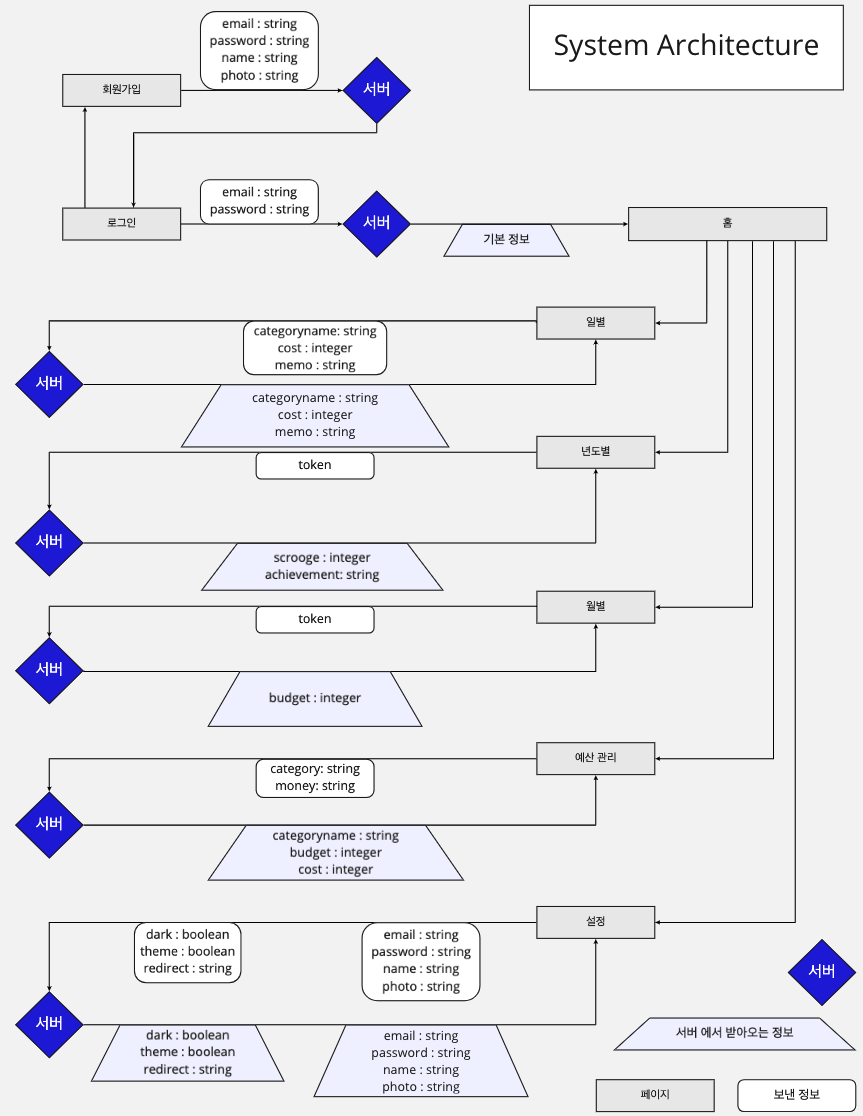 System Architecture
email : string
password : string
name : string
photo : string
회원가입
서버
email : string
password : string
로그인
서버
기본 정보
홈
일별
categoryname: string
cost : integer
memo : string
서버
categoryname : string
cost : integer
memo : string
년도별
token
서버
scrooge : integer
achievement: string
월별
token
서버
budget : integer
예산 관리
category: string
money: string
서버
categoryname : string
budget : integer
cost : integer
설정
dark : boolean
theme : boolean
redirect : string
email : string
password : string
name : string
photo : string
서버
dark : boolean
theme : boolean
redirect : string
email : string
password : string
name : string
photo : string
서버
서버 에서 받아오는 정보
페이지
보낸 정보